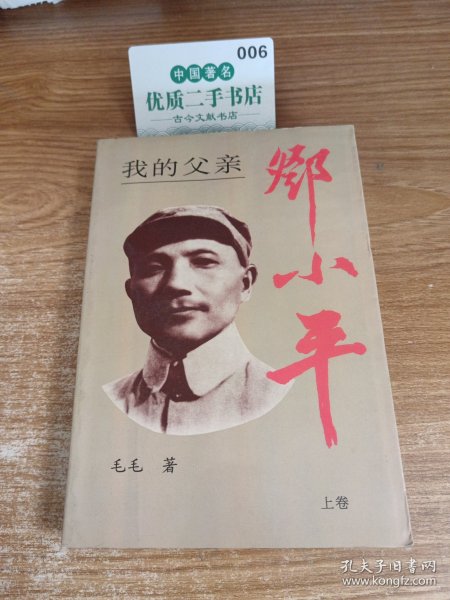 006
中国著名
优质二手书店
古今文献书店
我的父亲
邓小平
毛毛 著
上卷
孔夫子旧书网
www.kongfz.com